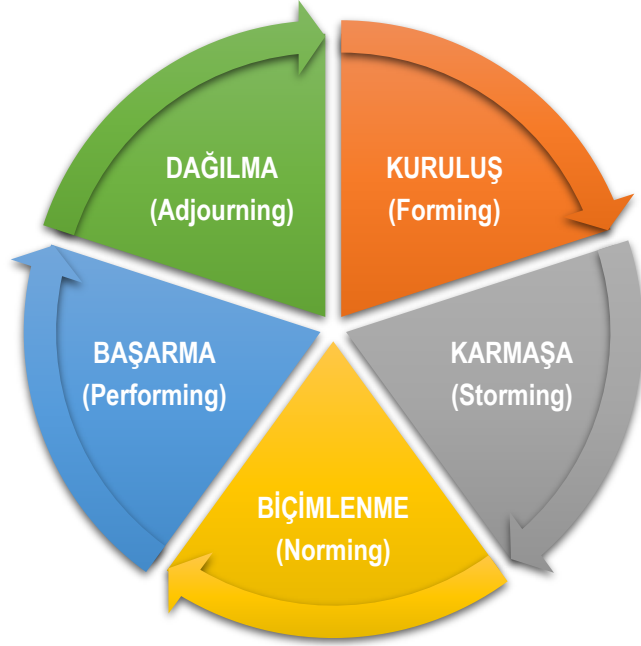 KURULUŞ
(Forming)
KARMAŞA
(Storming)
BİÇİMLENME
(Norming)
BAŞARMA
(Performing)
DAĞILMA
(Adjourning)